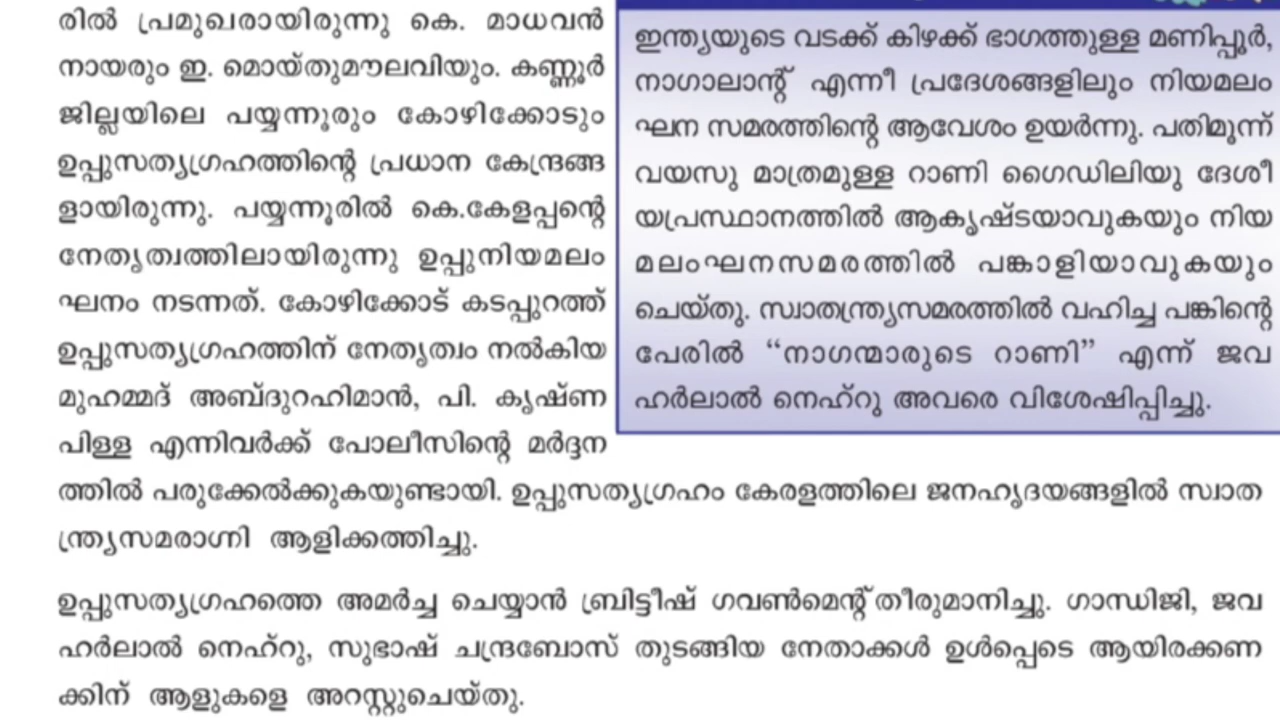 രിൽ പ്രമുഖരായിരുന്നു കെ. മാധവൻ
നായരും ഇ. മൊയ്തുമൗലവിയും. കണ്ണൂർ
ജില്ലയിലെ പയ്യന്നൂരും കോഴിക്കോടും
ഉപ്പുസത്യഗ്രഹത്തിന്റെ പ്രധാന കേന്ദ്രങ്ങ
ളായിരുന്നു. പയ്യന്നൂരിൽ കെ.കേളപ്പന്റെ
നേതൃത്വത്തിലായിരുന്നു ഉപ്പുനിയമലം
ഘനം നടന്നത്. കോഴിക്കോട് കടപ്പുറത്ത്
ഉപ്പുസത്യഗ്രഹത്തിന് നേതൃത്വം നൽകിയ
മുഹമ്മദ് അബ്ദുറഹിമാൻ, പി. കൃഷ്ണ
പിള്ള എന്നിവർക്ക് പോലീസിന്റെ മർദ്ദന
ത്തിൽ പരുക്കേൽക്കുകയുണ്ടായി. ഉപ്പുസത്യഗ്രഹം കേരളത്തിലെ ജനഹൃദയങ്ങളിൽ സ്വാത
ന്ത്ര്യസമരാഗ്നി ആളിക്കത്തിച്ചു.
ഉപ്പുസത്യഗ്രഹത്തെ അമർച്ച ചെയ്യാൻ ബ്രിട്ടീഷ് ഗവൺമെന്റ് തീരുമാനിച്ചു. ഗാന്ധിജി, ജവ
ഹർലാൽ നെഹ്റു, സുഭാഷ് ചന്ദ്രബോസ് തുടങ്ങിയ നേതാക്കൾ ഉൾപ്പെടെ ആയിരക്കണ
ക്കിന് ആളുകളെ അറസ്റ്റുചെയ്തു.
ഇന്ത്യയുടെ വടക്ക് കിഴക്ക് ഭാഗത്തുള്ള മണിപ്പൂർ,
നാഗാലാന്റ് എന്നീ പ്രദേശങ്ങളിലും നിയമലം
ഘന സമരത്തിന്റെ ആവേശം ഉയർന്നു. പതിമൂന്ന്
വയസു മാത്രമുള്ള റാണി ഗൈഡിലിയു ദേശീ
യപ്രസ്ഥാനത്തിൽ ആകൃഷ്ടയാവുകയും നിയ
മലംഘനസമരത്തിൽ പങ്കാളിയാവുകയും
ചെയ്തു. സ്വാതന്ത്ര്യസമരത്തിൽ വഹിച്ച പങ്കിന്റെ
പേരിൽ “നാഗന്മാരുടെ റാണി” എന്ന് ജവ
ഹർലാൽ നെഹ്റു അവരെ വിശേഷിപ്പിച്ചു.